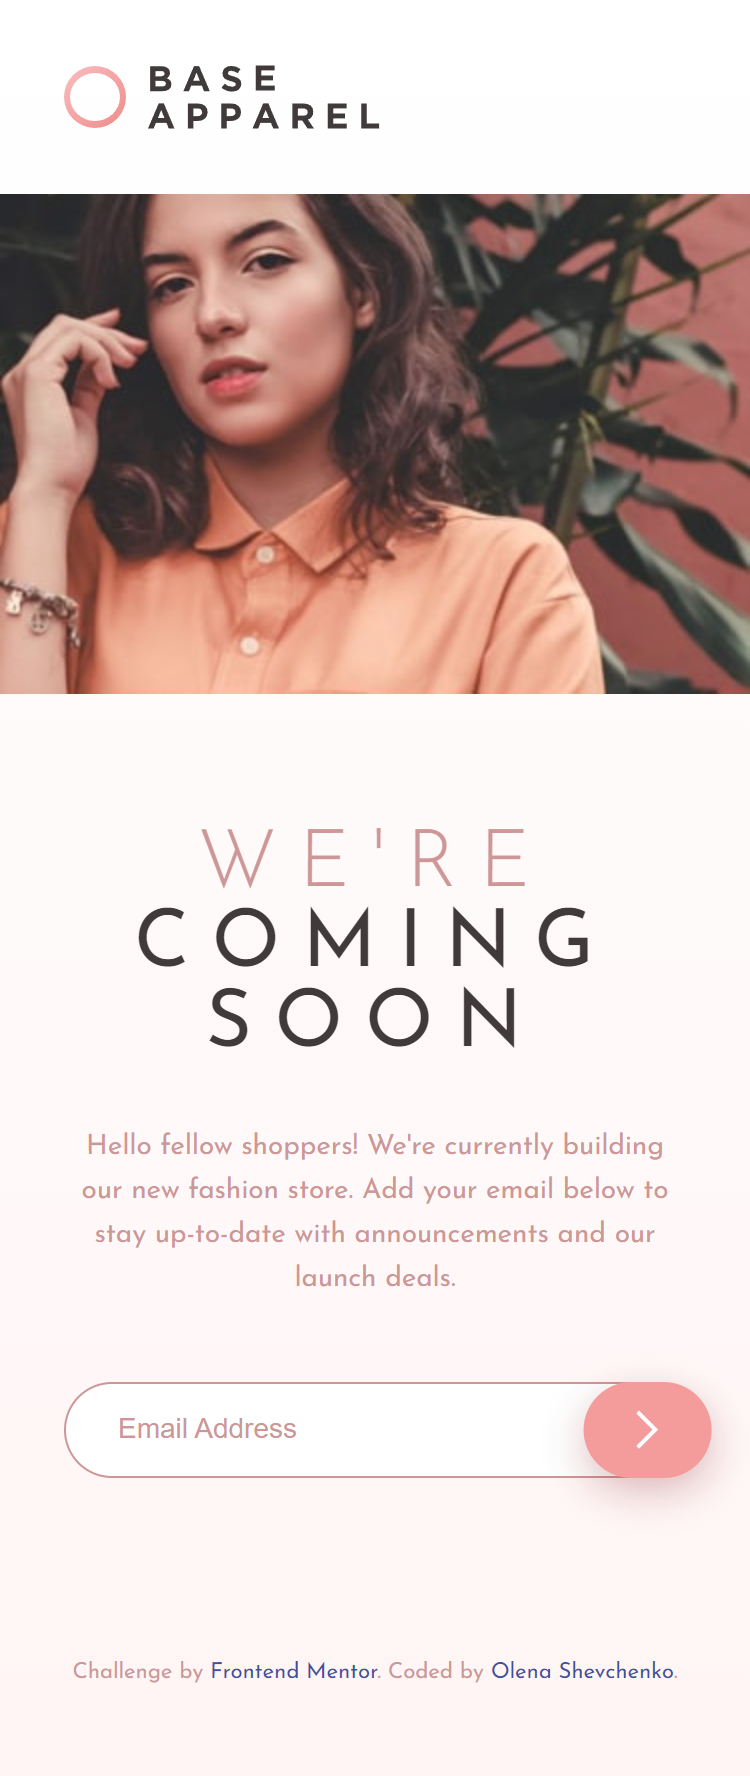 BASE
APPAREL
WE'RE
COMING
SOON
Hello fellow shoppers! We're currently building
our new fashion store. Add your email below to
stay up-to-date with announcements and our
launch deals.
Email Address
Challenge by Frontend Mentor. Coded by Olena Shevchenko.